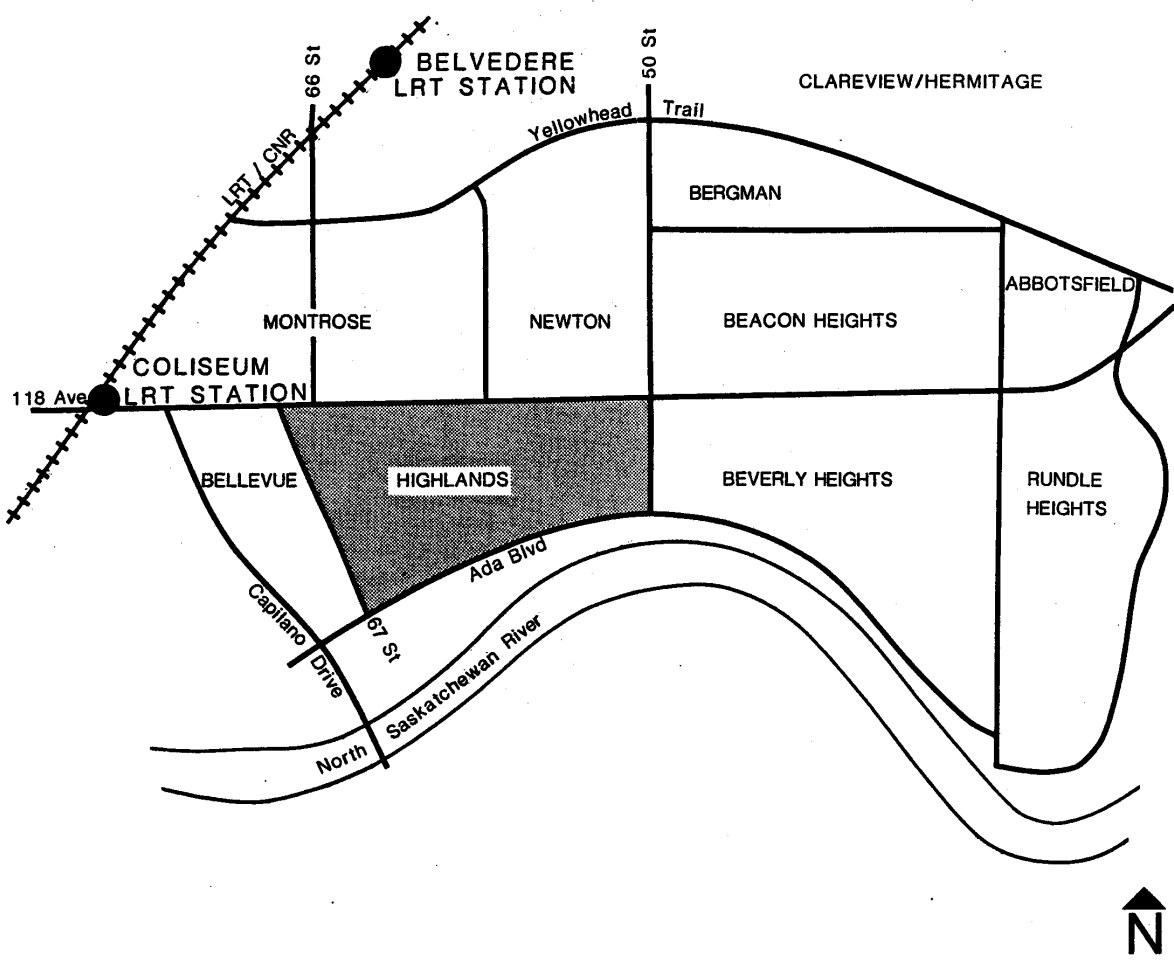 66 St
BELVEDERE
LRT STATION
50 St
CLAREVIEW/HERMITAGE
Yellowhead Trail
LRT / CNR
BERGMAN
ABBOTSFIELD
MONTROSE
NEWTON
BEACON HEIGHTS
COLISEUM
LRT STATION
118 Ave
BELLEVUE
HIGHLANDS
BEVERLY HEIGHTS
RUNDLE
HEIGHTS
Ada Blvd
Capilano Drive
67 St
North Saskatchewan River
N